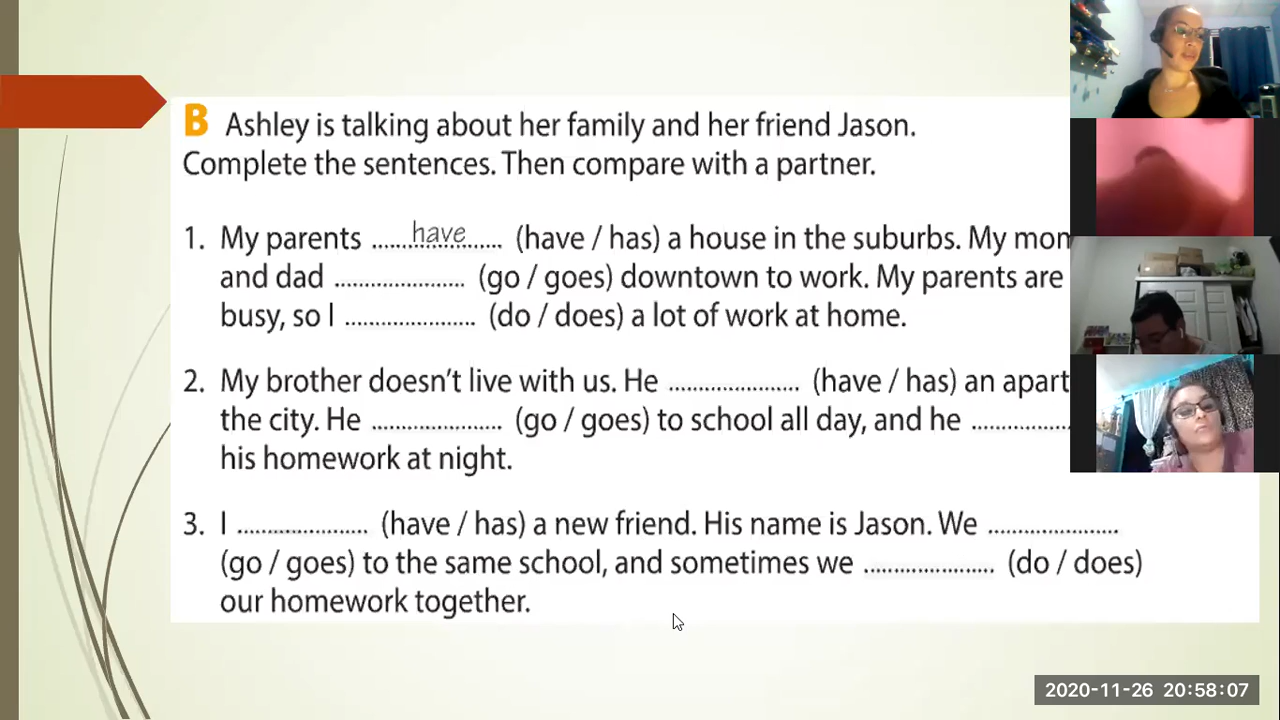 B Ashley is talking about her family and her friend Jason.
Complete the sentences. Then compare with a partner.
1. My parents ......have...... (have / has) a house in the suburbs. My mom
and dad ...................... (go / goes) downtown to work. My parents are
busy, so I ...................... (do / does) a lot of work at home.
2. My brother doesn't live with us. He ...................... (have / has) an apart
the city. He ...................... (go / goes) to school all day, and he .................
his homework at night.
3. I ...................... (have / has) a new friend. His name is Jason. We ......................
(go / goes) to the same school, and sometimes we ...................... (do / does)
our homework together.
2020-11-26 20:58:07